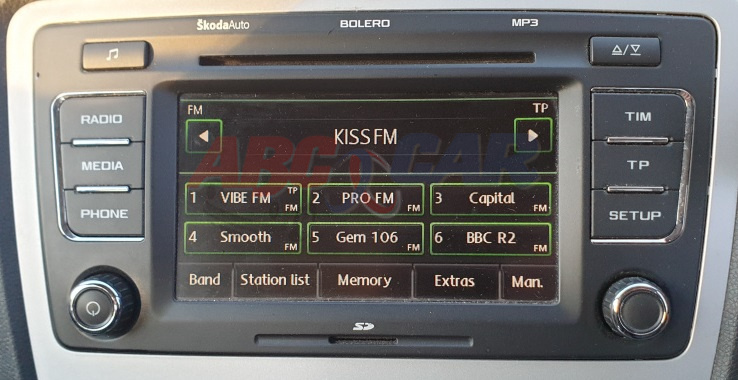 ŠkodaAuto BOLERO MP3
RADIO
MEDIA
PHONE
FM TP
KISS FM
ABC CAR
1 VIBE FM TP FM
2 PRO FM FM
3 Capital FM
4 Smooth FM
5 Gem 106 FM
6 BBC R2 FM
Band Station list Memory Extras Man.
TIM
TP
SETUP
SD